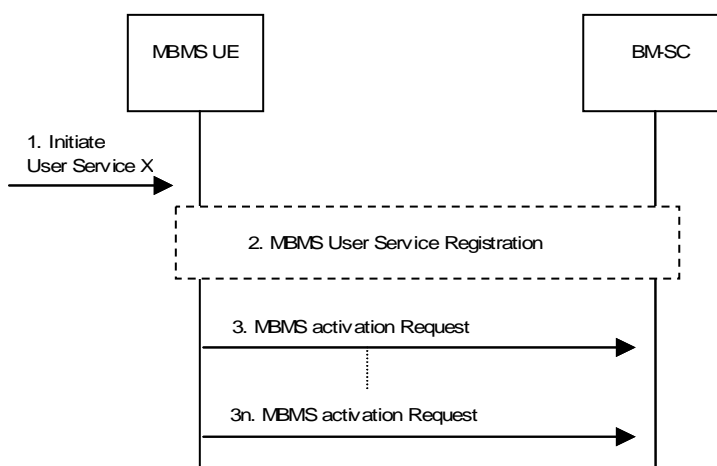 MBMS UE
BM-SC
1. Initiate
User Service X
2. MBMS User Service Registration
3. MBMS activation Request
3n. MBMS activation Request